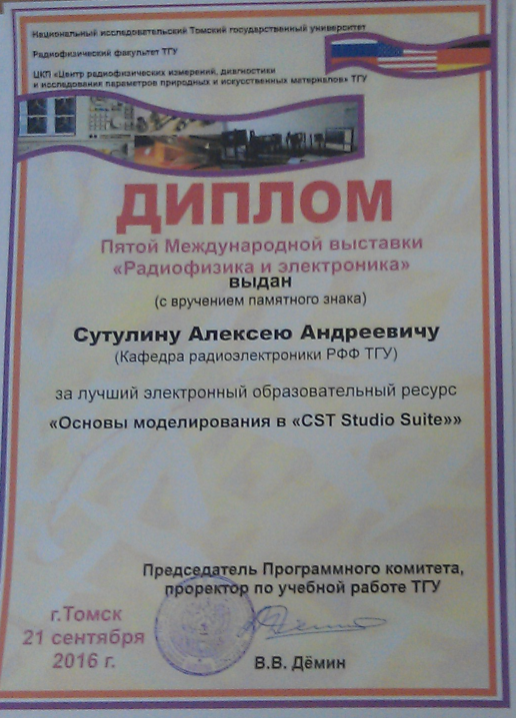 Национальный исследовательский Томский государственный университет
Радиофизический факультет ТГУ
ЦКП «Центр радиофизических измерений, диагностики
и исследования параметров природных и искусственных материалов» ТГУ
ДИПЛОМ
Пятой Международной выставки
«Радиофизика и электроника»
выдан
(с вручением памятного знака)
Сутулину Алексею Андреевичу
(Кафедра радиоэлектроники РФФ ТГУ)
за лучший электронный образовательный ресурс
«Основы моделирования в «CST Studio Suite»»
Председатель Программного комитета,
проректор по учебной работе ТГУ
г.Томск
21 сентября
2016 г.
В.В. Дёмин